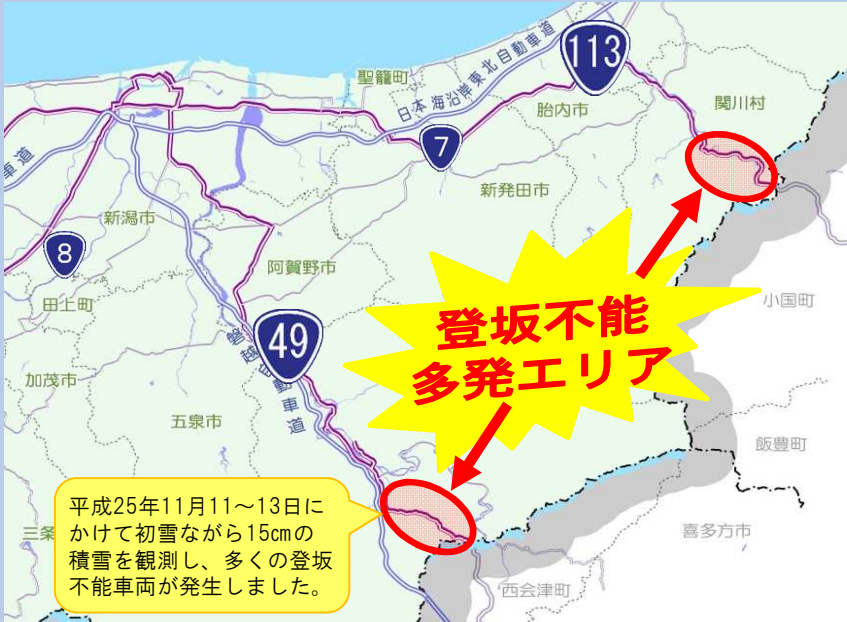 113
聖籠町
日本海沿岸東北自動車道
関川村
胎内市
7
新発田市
車道
新潟市
8
阿賀野市
田上町
小国町
登坂不能
多発エリア
49
磐越自動車道
加茂市
五泉市
飯豊町
平成25年11月11～13日に
かけて初雪ながら15㎝の
積雪を観測し、多くの登坂
不能車両が発生しました。
三条
喜多方市
西会津町